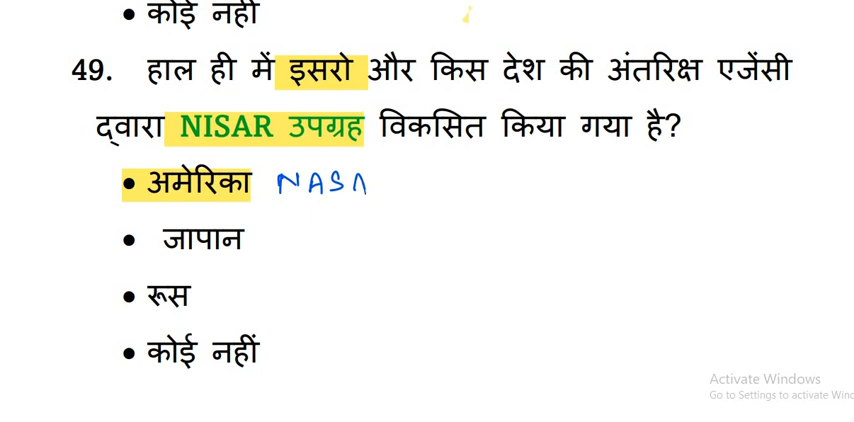 • कोई नहीं
49. हाल ही में इसरो और किस देश की अंतरिक्ष एजेंसी
द्वारा NISAR उपग्रह विकसित किया गया है?
• अमेरिका NASA
• जापान
• रूस
• कोई नहीं
Activate Windows
Go to Settings to activate Winc